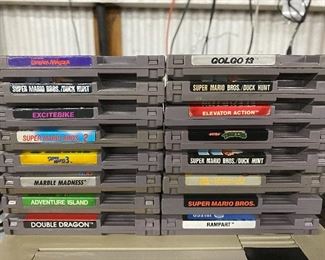 SUPER MARIO BROS./DUCK HUNT
EXCITEBIKE
SUPER MARIO BROS. 2
MARBLE MADNESS
ADVENTURE ISLAND
DOUBLE DRAGON
GOLGO 13
SUPER MARIO BROS./DUCK HUNT
ELEVATOR ACTION
SUPER MARIO BROS./DUCK HUNT
SUPER MARIO BROS.
RAMPART